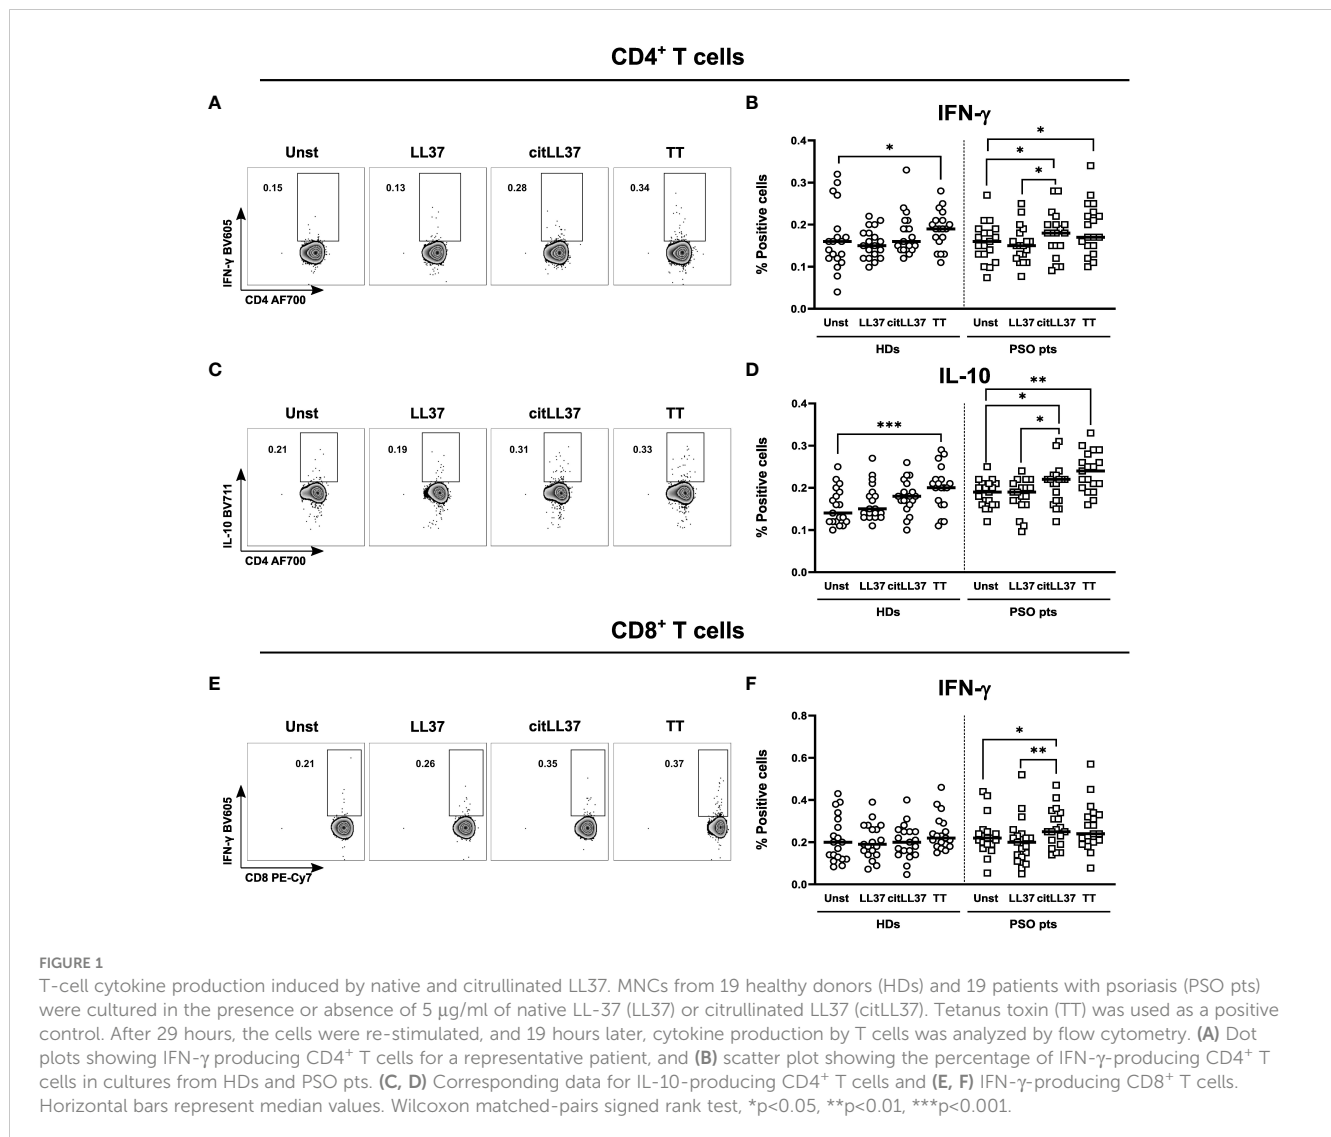 CD4⁺ T cells
A
Unst LL37 citLL37 TT
0.15 0.13 0.28 0.34
IFN-γ BV605
CD4 AF700
B
IFN-γ
* * * *
% Positive cells
0.4
0.3
0.2
0.1
0.0
Unst LL37 citLL37 TT Unst LL37 citLL37 TT
HDs PSO pts
C
Unst LL37 citLL37 TT
0.21 0.19 0.31 0.33
IL-10 BV711
CD4 AF700
D
IL-10
*** ** * *
% Positive cells
0.4
0.3
0.2
0.1
0.0
Unst LL37 citLL37 TT Unst LL37 citLL37 TT
HDs PSO pts
CD8⁺ T cells
E
Unst LL37 citLL37 TT
0.21 0.26 0.35 0.37
IFN-γ BV605
CD8 PE-Cy7
F
IFN-γ
* **
% Positive cells
0.8
0.6
0.4
0.2
0.0
Unst LL37 citLL37 TT Unst LL37 citLL37 TT
HDs PSO pts
FIGURE 1
T-cell cytokine production induced by native and citrullinated LL37. MNCs from 19 healthy donors (HDs) and 19 patients with psoriasis (PSO pts)
were cultured in the presence or absence of 5 μg/ml of native LL-37 (LL37) or citrullinated LL37 (citLL37). Tetanus toxin (TT) was used as a positive
control. After 29 hours, the cells were re-stimulated, and 19 hours later, cytokine production by T cells was analyzed by flow cytometry. (A) Dot
plots showing IFN-γ producing CD4⁺ T cells for a representative patient, and (B) scatter plot showing the percentage of IFN-γ-producing CD4⁺ T
cells in cultures from HDs and PSO pts. (C, D) Corresponding data for IL-10-producing CD4⁺ T cells and (E, F) IFN-γ-producing CD8⁺ T cells.
Horizontal bars represent median values. Wilcoxon matched-pairs signed rank test, *p<0.05, **p<0.01, ***p<0.001.